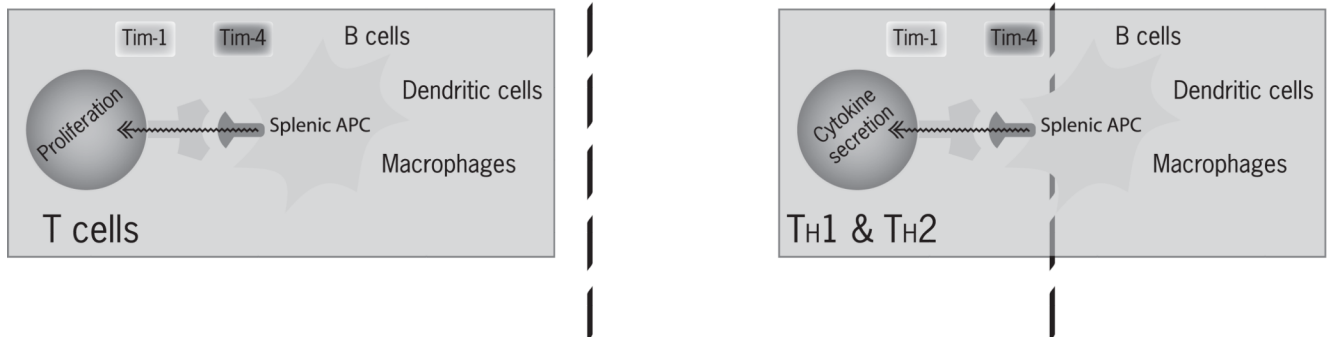 Tim-1
Tim-4
B cells
Dendritic cells
Proliferation
Splenic APC
Macrophages
T cells
Tim-1
Tim-4
B cells
Dendritic cells
Cytokine
secretion
Splenic APC
Macrophages
TH1 & TH2